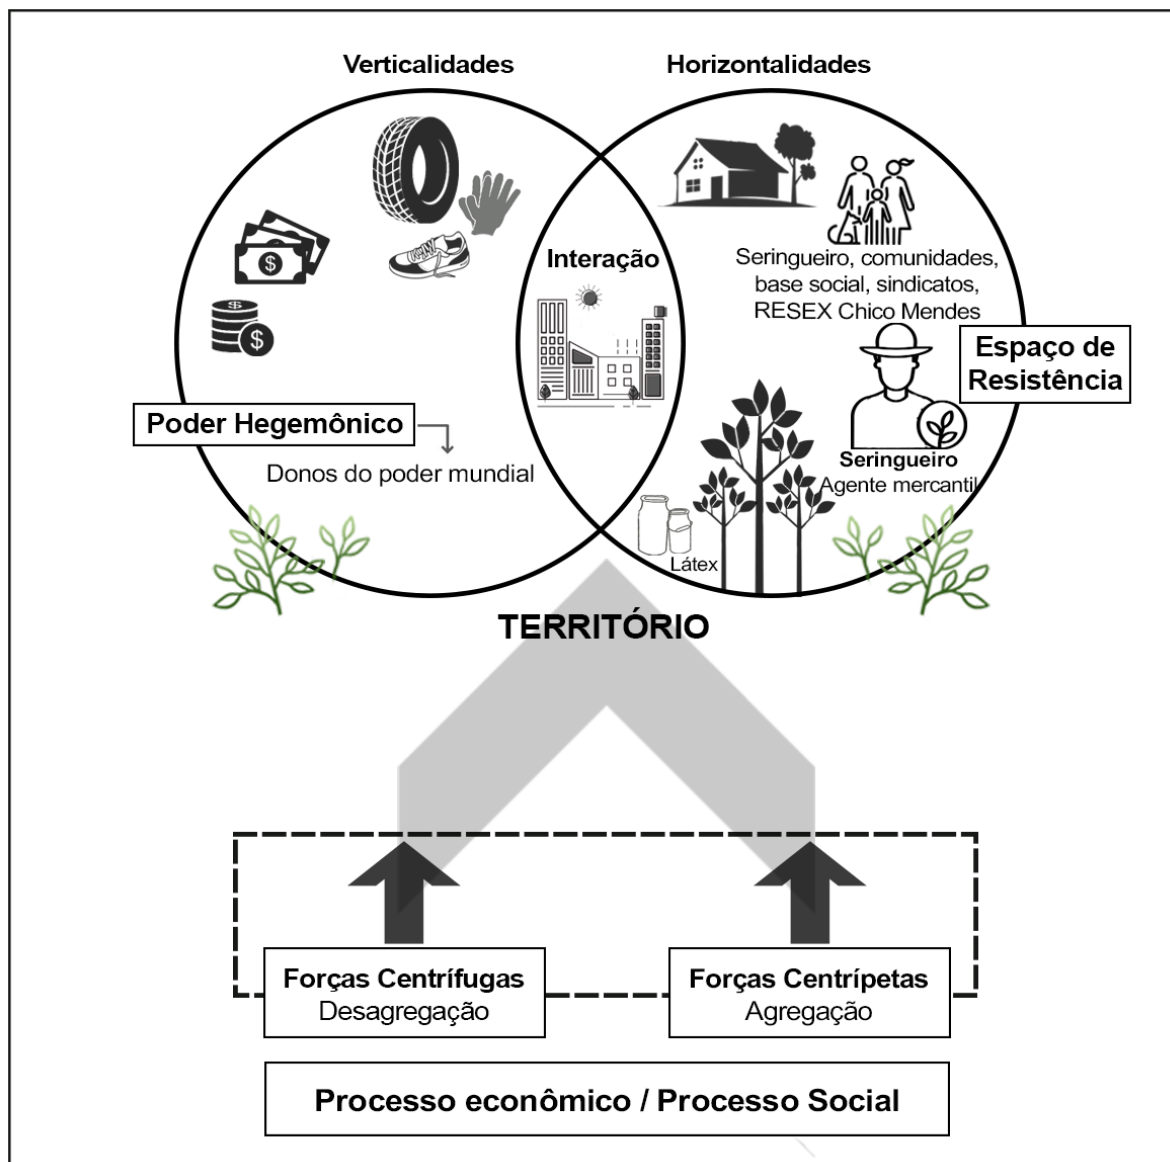 Verticalidades
Horizontalidades
Interação
Seringueiro, comunidades,
base social, sindicatos,
RESEX Chico Mendes
Espaço de
Resistência
Poder Hegemônico
Donos do poder mundial
Seringueiro
Agente mercantil
Látex
TERRITÓRIO
Forças Centrífugas
Desagregação
Forças Centrípetas
Agregação
Processo econômico / Processo Social